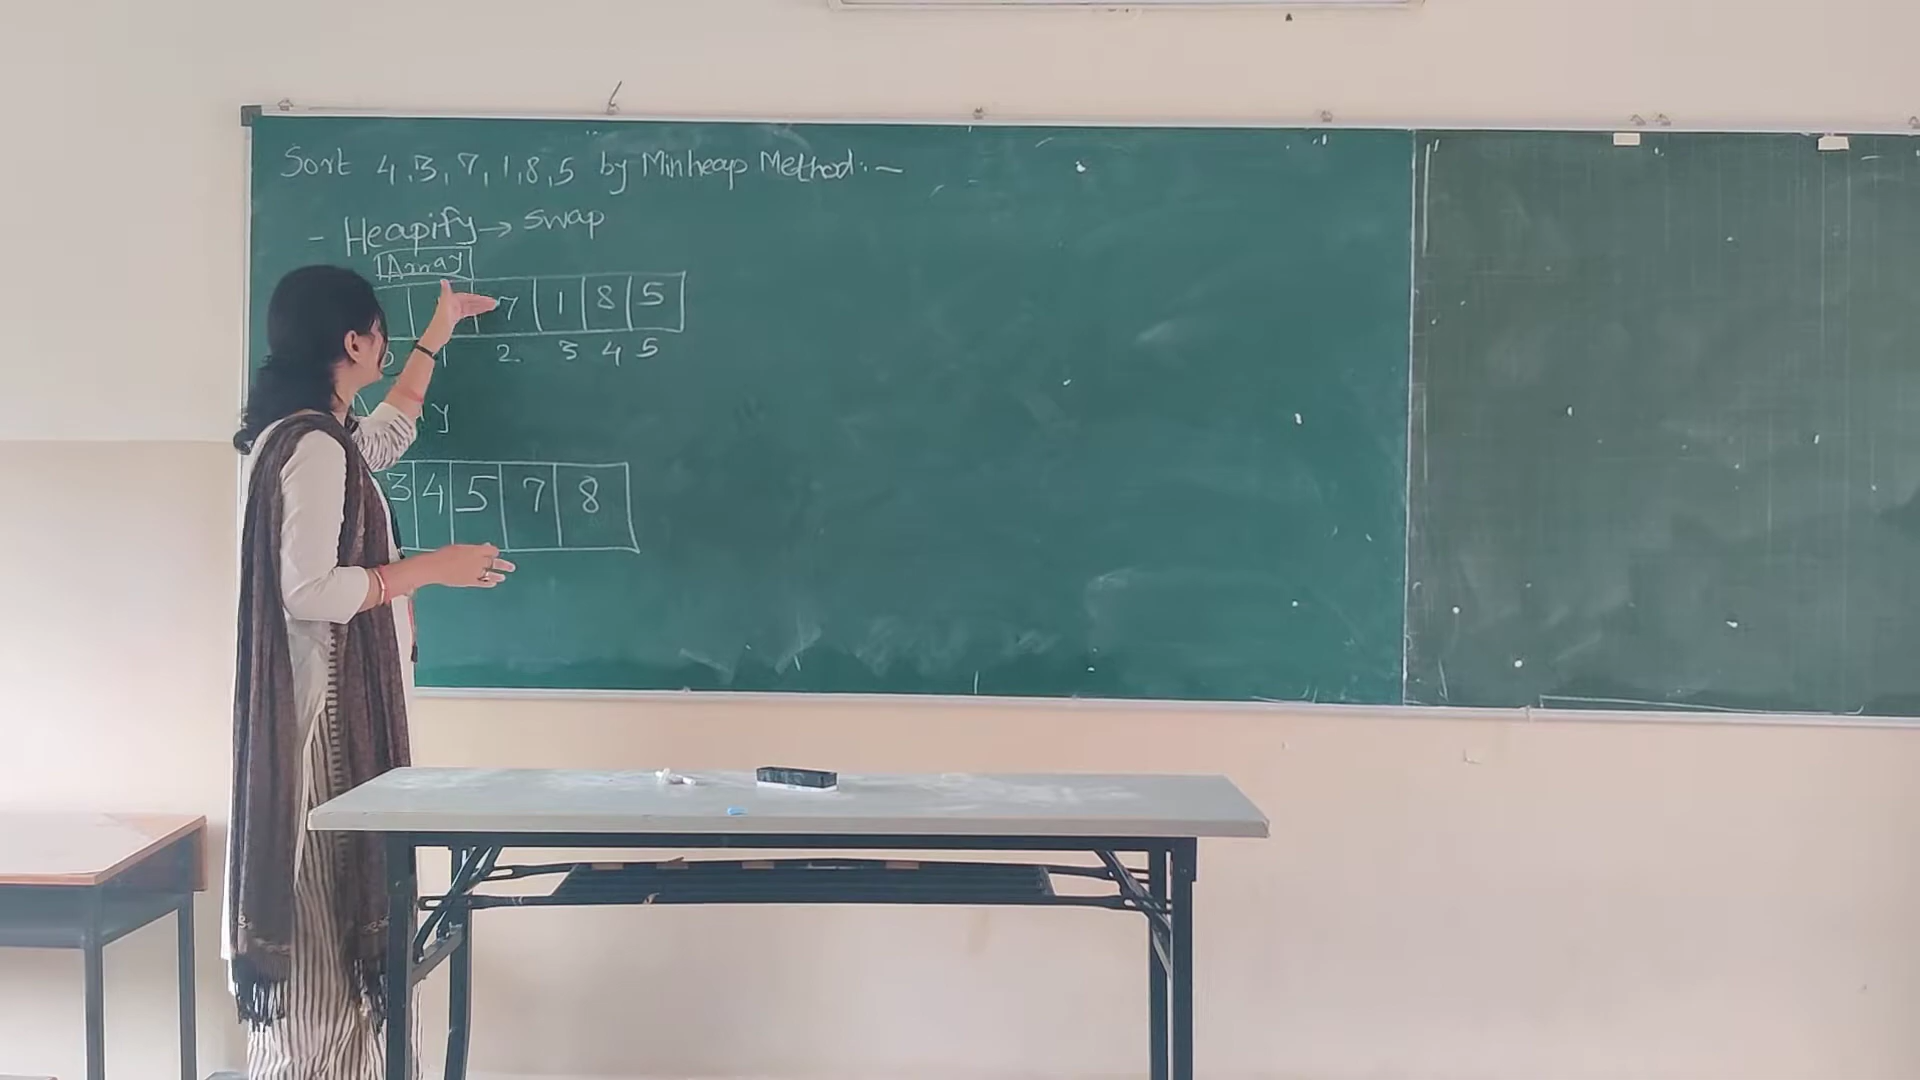 Sort 4,3,7,1,8,5 by Minheap Method:-
- Heapify → Swap
Array
7 1 8 5
1 2 3 4 5
3 4 5 7 8